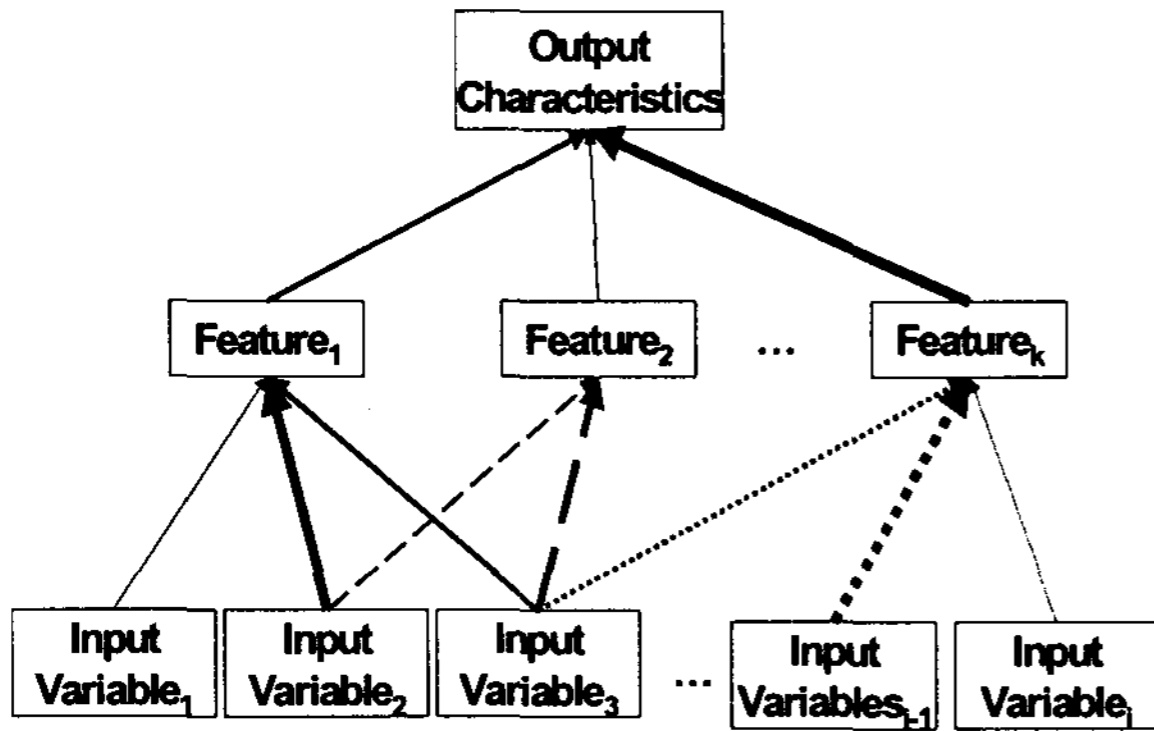 Output
Characteristics
Feature1
Feature2
...
Featurek
Input
Variable1
Input
Variable2
Input
Variable3
...
Input
Variablesi-1
Input
Variablei